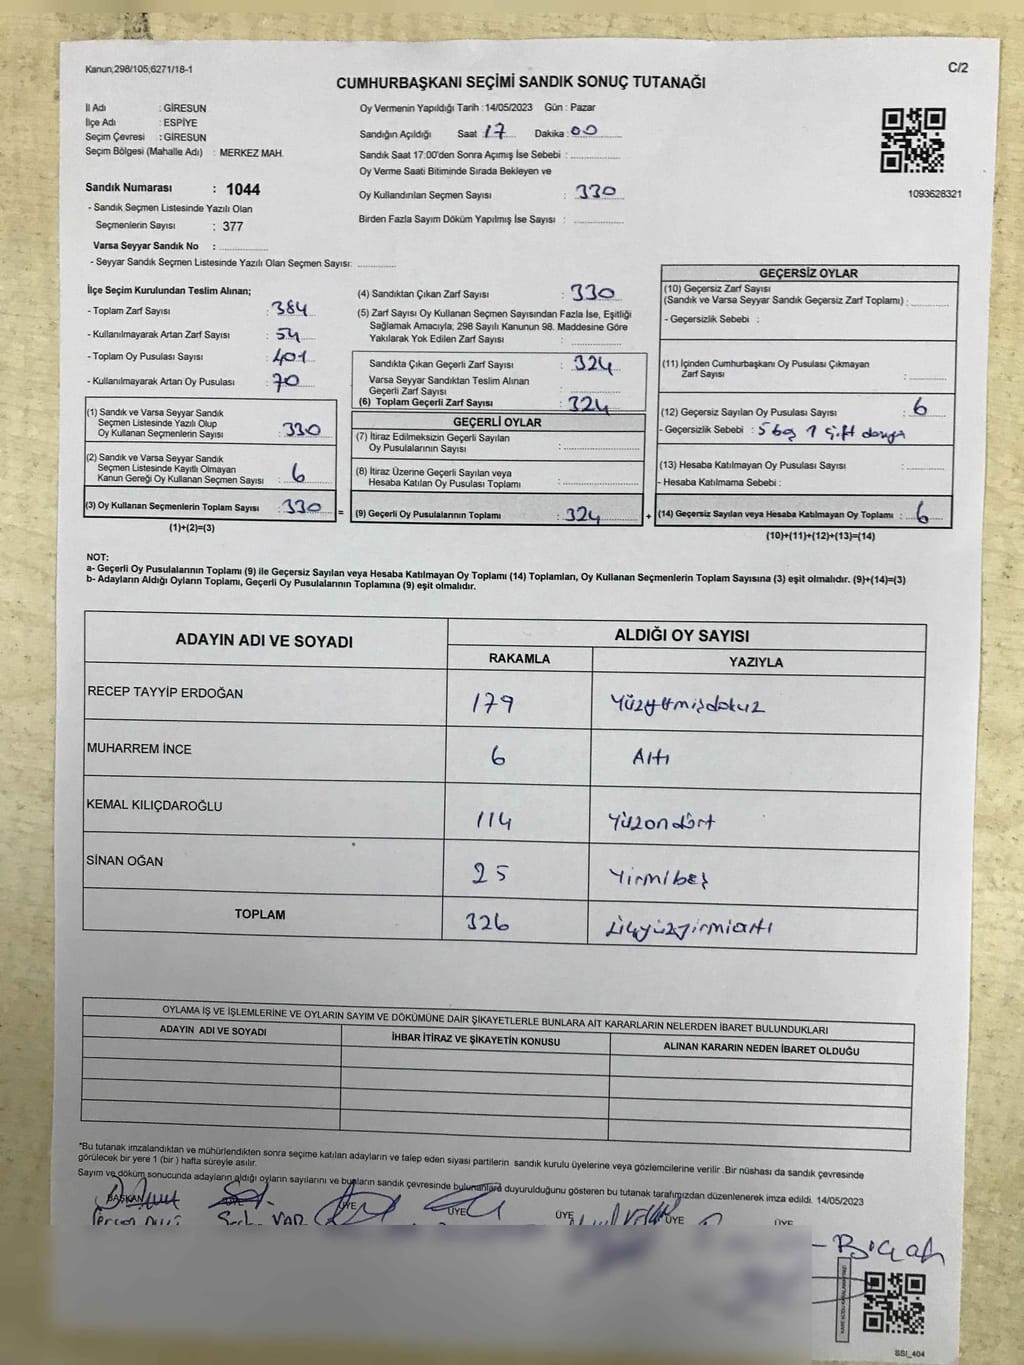 Kanun;298/105;6271/18-1
C/2
CUMHURBAŞKANI SEÇİMİ SANDIK SONUÇ TUTANAĞI
İl Adı : GİRESUN
İlçe Adı : ESPİYE
Seçim Çevresi : GİRESUN
Seçim Bölgesi (Mahalle Adı) : MERKEZ MAH.
Sandık Numarası : 1044
- Sandık Seçmen Listesinde Yazılı Olan
Seçmenlerin Sayısı : 377
Varsa Seyyar Sandık No :
- Seyyar Sandık Seçmen Listesinde Yazılı Olan Seçmen Sayısı:
Oy Vermenin Yapıldığı Tarih :14/05/2023 Gün : Pazar
Sandığın Açıldığı Saat : 17 Dakika : 00
Sandık Saat 17:00'den Sonra Açımış İse Sebebi :
Oy Verme Saati Bitiminde Sırada Bekleyen ve
Oy Kullandırılan Seçmen Sayısı : 330
Birden Fazla Sayım Döküm Yapılmış İse Sayısı :
1093628321
İlçe Seçim Kurulundan Teslim Alınan;
- Toplam Zarf Sayısı : 384
- Kullanılmayarak Artan Zarf Sayısı : 54
- Toplam Oy Pusulası Sayısı : 401
- Kullanılmayarak Artan Oy Pusulası : 70
(1) Sandık ve Varsa Seyyar Sandık
Seçmen Listesinde Yazılı Olup
Oy Kullanan Seçmenlerin Sayısı : 330
(2) Sandık ve Varsa Seyyar Sandık
Seçmen Listesinde Kayıtlı Olmayan
Kanun Gereği Oy Kullanan Seçmen Sayısı : 6
(3) Oy Kullanan Seçmenlerin Toplam Sayısı : 330
(1)+(2)=(3)
(4) Sandıktan Çıkan Zarf Sayısı : 330
(5) Zarf Sayısı Oy Kullanan Seçmen Sayısından Fazla İse, Eşitliği
Sağlamak Amacıyla; 298 Sayılı Kanunun 98. Maddesine Göre
Yakılarak Yok Edilen Zarf Sayısı :
Sandıkta Çıkan Geçerli Zarf Sayısı : 324
Varsa Seyyar Sandıktan Teslim Alınan
Geçerli Zarf Sayısı :
(6) Toplam Geçerli Zarf Sayısı : 324
GEÇERLİ OYLAR
(7) İtiraz Edilmeksizin Geçerli Sayılan
Oy Pusulalarının Sayısı :
(8) İtiraz Üzerine Geçerli Sayılan veya
Hesaba Katılan Oy Pusulası Toplamı :
= (9) Geçerli Oy Pusulalarının Toplamı : 324
GEÇERSİZ OYLAR
(10) Geçersiz Zarf Sayısı
(Sandık ve Varsa Seyyar Sandık Geçersiz Zarf Toplamı) :
- Geçersizlik Sebebi :
(11) İçinden Cumhurbaşkanı Oy Pusulası Çıkmayan
Zarf Sayısı :
(12) Geçersiz Sayılan Oy Pusulası Sayısı : 6
- Geçersizlik Sebebi : 5 boş 1 çift
(13) Hesaba Katılmayan Oy Pusulası Sayısı :
- Hesaba Katılmama Sebebi :
+ (14) Geçersiz Sayılan veya Hesaba Katılmayan Oy Toplamı : 6
(10)+(11)+(12)+(13)=(14)
NOT:
a- Geçerli Oy Pusulalarının Toplamı (9) ile Geçersiz Sayılan veya Hesaba Katılmayan Oy Toplamı (14) Toplamları, Oy Kullanan Seçmenlerin Toplam Sayısına (3) eşit olmalıdır. (9)+(14)=(3)
b- Adayların Aldığı Oyların Toplamı, Geçerli Oy Pusulalarının Toplamına (9) eşit olmalıdır.
ADAYIN ADI VE SOYADI ALDIĞI OY SAYISI
RAKAMLA YAZIYLA
RECEP TAYYİP ERDOĞAN 179 Yüzyetmişdokuz
MUHARREM İNCE 6 Altı
KEMAL KILIÇDAROĞLU 114 Yüzondört
SİNAN OĞAN 25 Yirmibeş
TOPLAM 326 Üçyüzyirmialtı
OYLAMA İŞ VE İŞLEMLERİNE VE OYLARIN SAYIM VE DÖKÜMÜNE DAİR ŞİKAYETLERLE BUNLARA AİT KARARLARIN NELERDEN İBARET BULUNDUKLARI
ADAYIN ADI VE SOYADI İHBAR İTİRAZ VE ŞİKAYETİN KONUSU ALINAN KARARIN NEDEN İBARET OLDUĞU
*Bu tutanak imzalandıktan ve mühürlendikten sonra seçime katılan adayların ve talep eden siyasi partilerin sandık kurulu üyelerine veya gözlemcilerine verilir .Bir nüshası da sandık çevresinde
görülecek bir yere 1 (bir ) hafta süreyle asılır.
Sayım ve döküm sonucunda adayların aldığı oyların sayılarını ve bunların sandık çevresinde bulunanlara duyurulduğunu gösteren bu tutanak tarafımızdan düzenlenerek imza edildi. 14/05/2023
BAŞKAN ÜYE ÜYE ÜYE ÜYE ÜYE
SSI_404